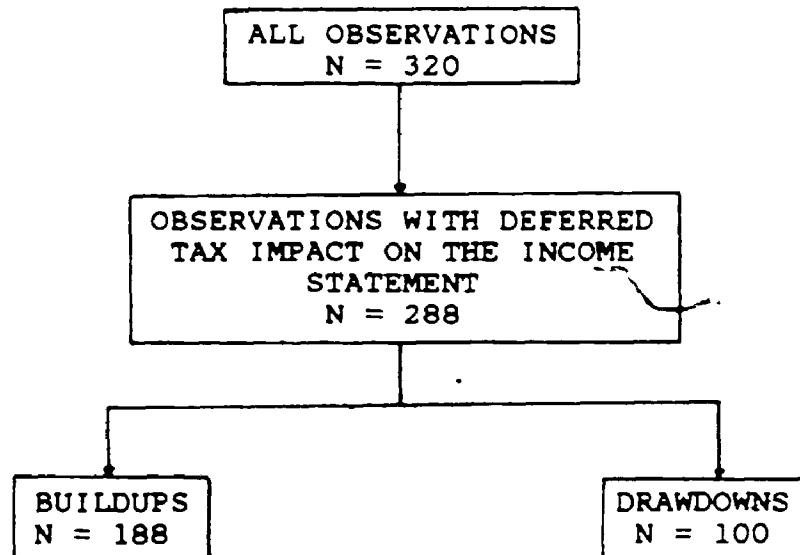 ALL OBSERVATIONS
N = 320
OBSERVATIONS WITH DEFERRED
TAX IMPACT ON THE INCOME
STATEMENT
N = 288
BUILDUPS
N = 188
DRAWDOWNS
N = 100